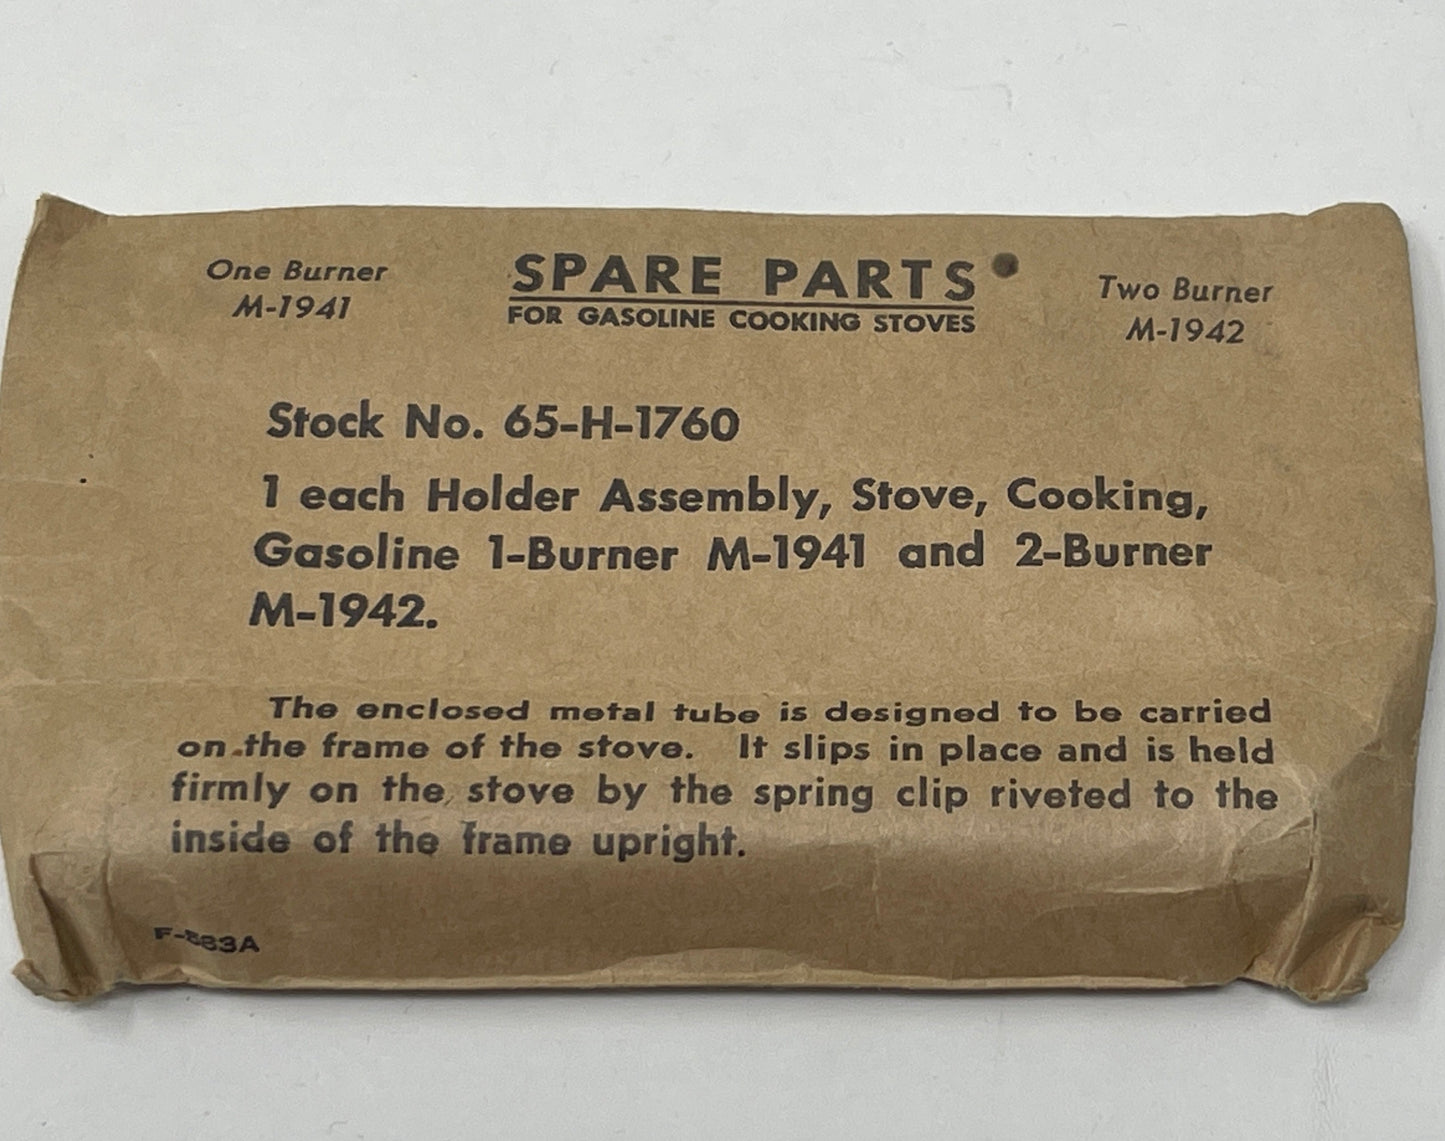 One Burner
M-1941
SPARE PARTS
FOR GASOLINE COOKING STOVES
Two Burner
M-1942
Stock No. 65-H-1760
1 each Holder Assembly, Stove, Cooking,
Gasoline 1-Burner M-1941 and 2-Burner
M-1942.
The enclosed metal tube is designed to be carried
on the frame of the stove. It slips in place and is held
firmly on the stove by the spring clip riveted to the
inside of the frame upright.